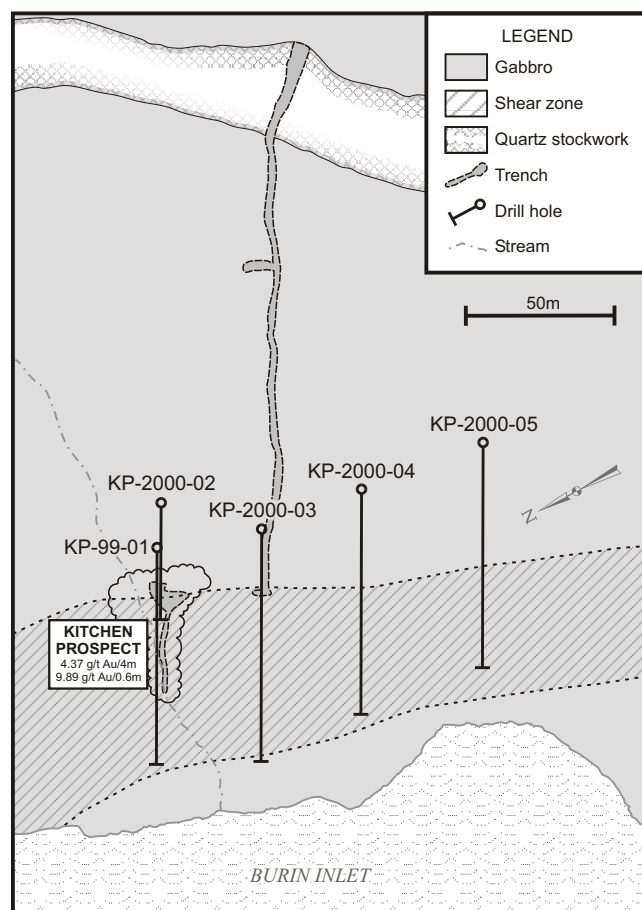 LEGEND
Gabbro
Shear zone
Quartz stockwork
Trench
Drill hole
Stream
50m
KP-2000-05
KP-2000-04
KP-2000-02
KP-2000-03
KP-99-01
N
KITCHEN
PROSPECT
4.37 g/t Au/4m
9.89 g/t Au/0.6m
BURIN INLET